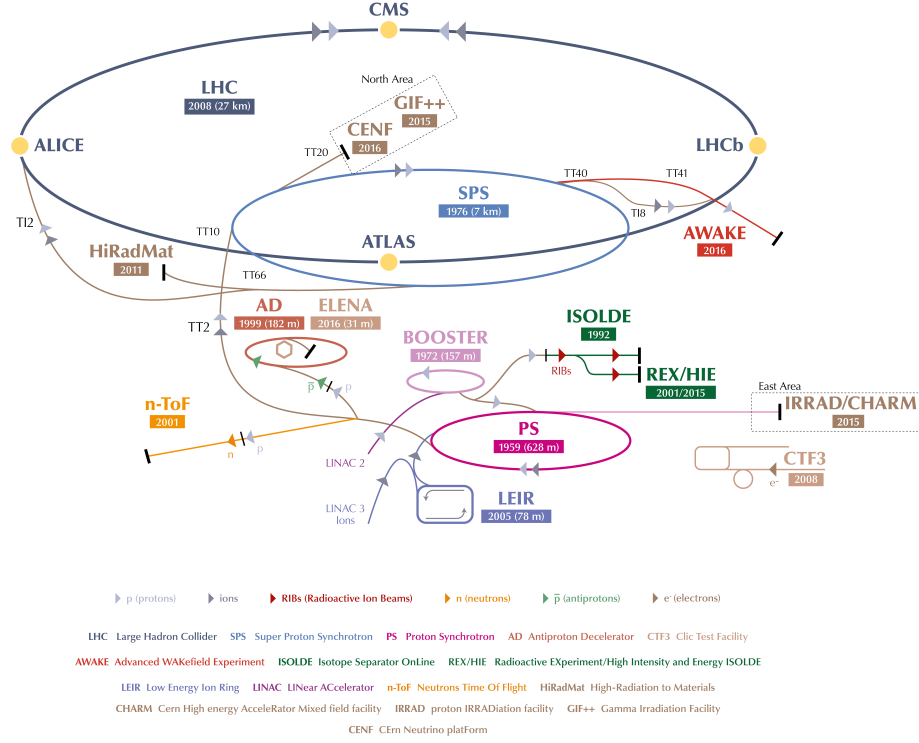 CMS
LHC
2008 (27 km)
North Area
GIF++
2015
CENF
2016
TT20
ALICE
LHCb
SPS
1976 (7 km)
TT40
TT41
TI8
TI2
TT10
ATLAS
AWAKE
2016
HiRadMat
2011
TT66
AD
1999 (182 m)
ELENA
2016 (31 m)
TT2
BOOSTER
1972 (157 m)
ISOLDE
1992
RIBs
REX/HIE
2001/2015
p̅
p
East Area
IRRAD/CHARM
2015
n-ToF
2001
n
p
PS
1959 (628 m)
LINAC 2
CTF3
2008
e-
LEIR
2005 (78 m)
LINAC 3
Ions
p (protons) ions RIBs (Radioactive Ion Beams) n (neutrons) p̅ (antiprotons) e- (electrons)
LHC Large Hadron Collider SPS Super Proton Synchrotron PS Proton Synchrotron AD Antiproton Decelerator CTF3 Clic Test Facility
AWAKE Advanced WAKefield Experiment ISOLDE Isotope Separator OnLine REX/HIE Radioactive EXperiment/High Intensity and Energy ISOLDE
LEIR Low Energy Ion Ring LINAC LINear ACcelerator n-ToF Neutrons Time Of Flight HiRadMat High-Radiation to Materials
CHARM Cern High energy AcceleRator Mixed field facility IRRAD proton IRRADiation facility GIF++ Gamma Irradiation Facility
CENF CErn Neutrino platForm